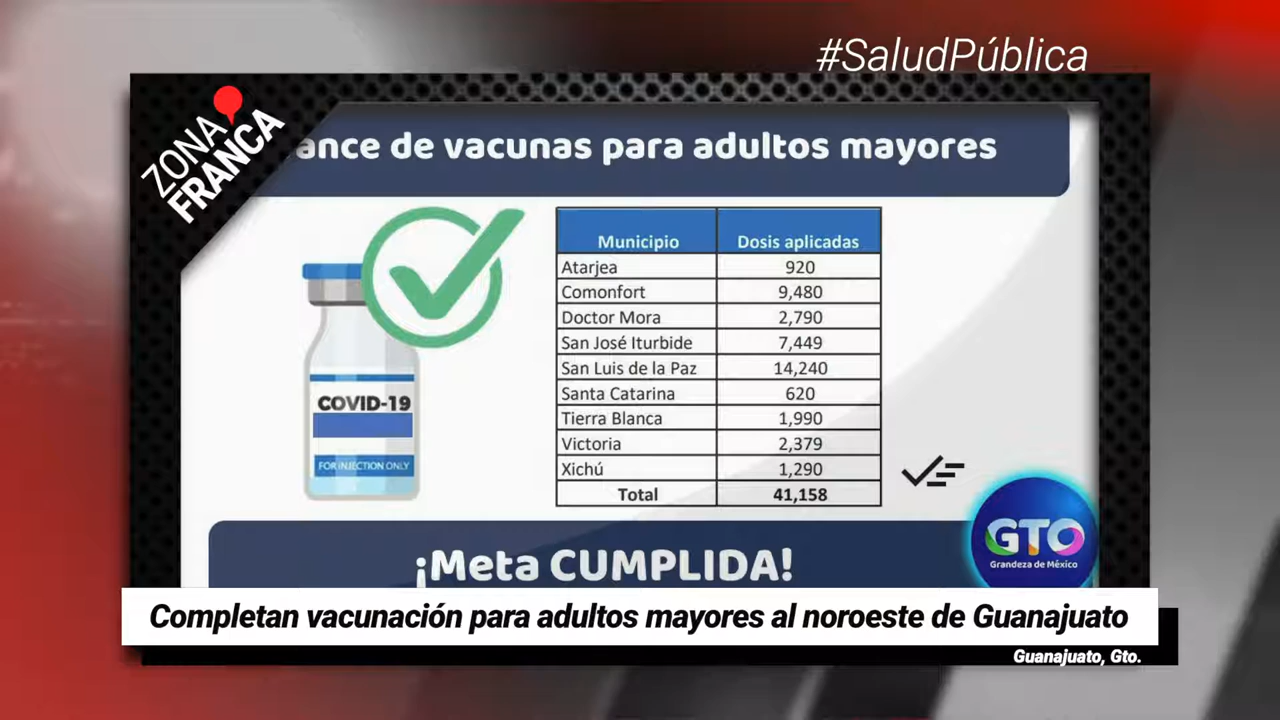 #SaludPública
ZONA
FRANCA
ance de vacunas para adultos mayores
Municipio Dosis aplicadas
Atarjea 920
Comonfort 9,480
Doctor Mora 2,790
San José Iturbide 7,449
San Luis de la Paz 14,240
Santa Catarina 620
Tierra Blanca 1,990
Victoria 2,379
Xichú 1,290
Total 41,158
COVID-19
FOR INJECTION ONLY
GTO
Grandeza de México
¡Meta CUMPLIDA!
Completan vacunación para adultos mayores al noroeste de Guanajuato
Guanajuato, Gto.